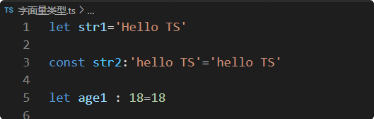 TS 字面量类型.ts > ...
1 let str1='Hello TS'
2
3 const str2:'hello TS'='hello TS'
4
5 let age1 : 18=18
6